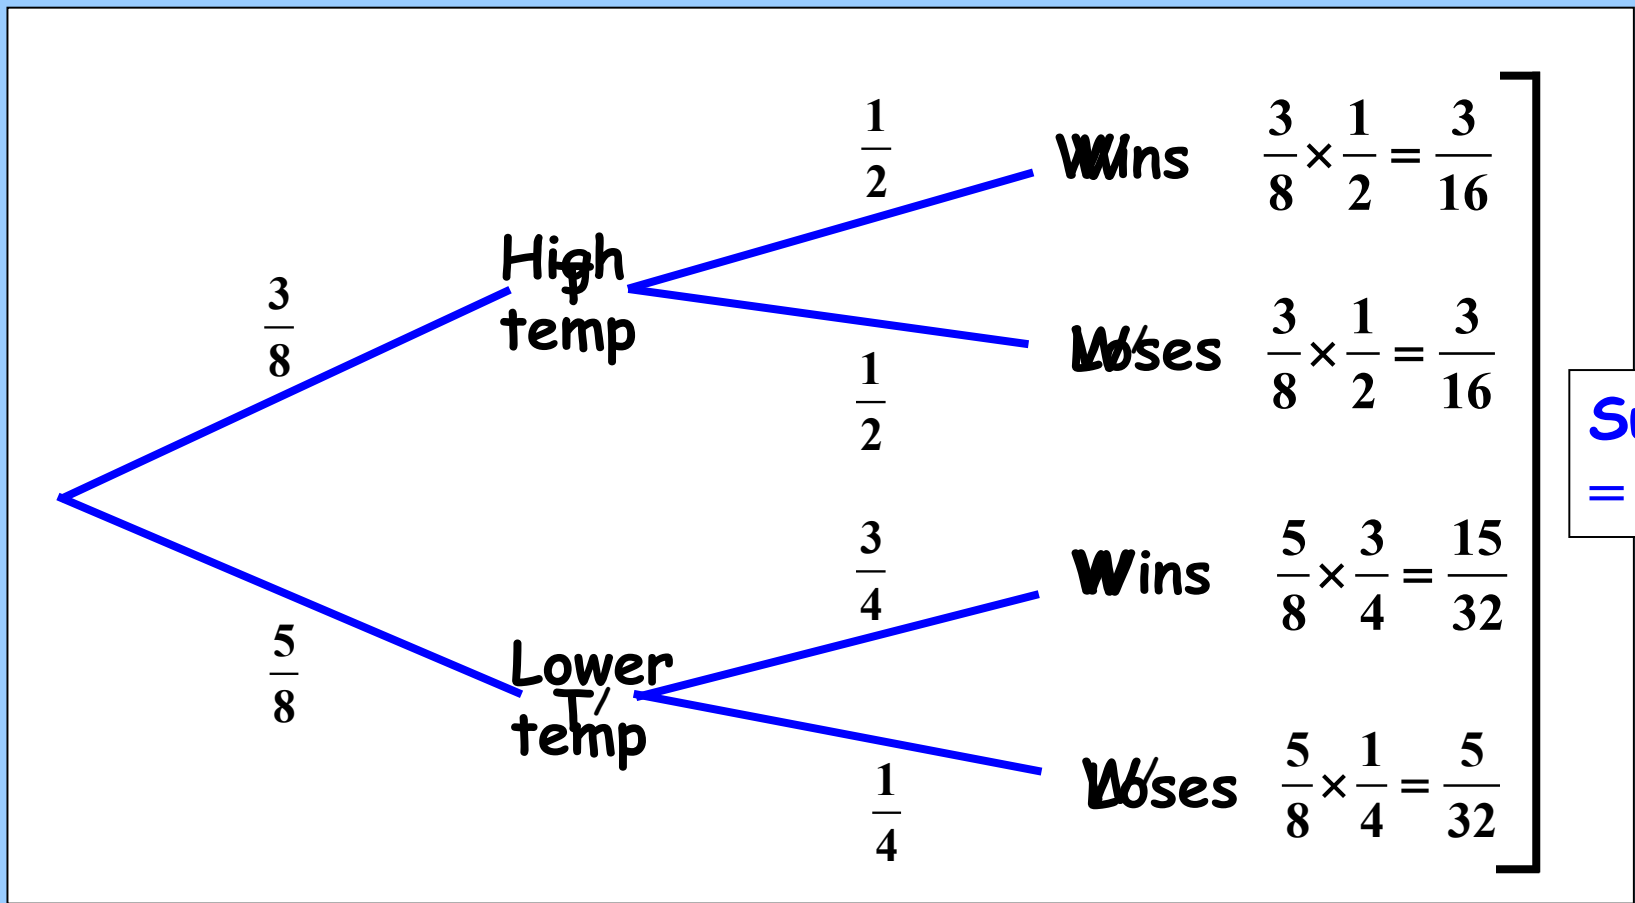 1/2
Wins 3/8 × 1/2 = 3/16
High
T
temp
3/8
Loses 3/8 × 1/2 = 3/16
1/2
3/4
Wins 5/8 × 3/4 = 15/32
5/8
Lower
T/
temp
Loses 5/8 × 1/4 = 5/32
1/4
=